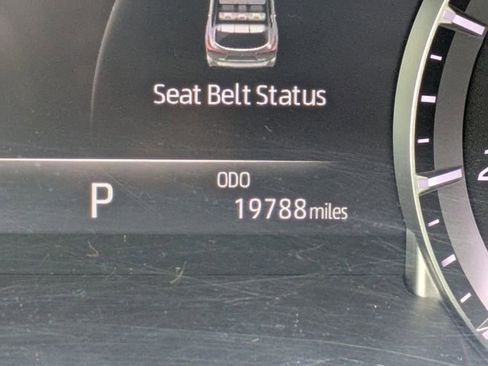 Seat Belt Status
ODO
P
19788 miles